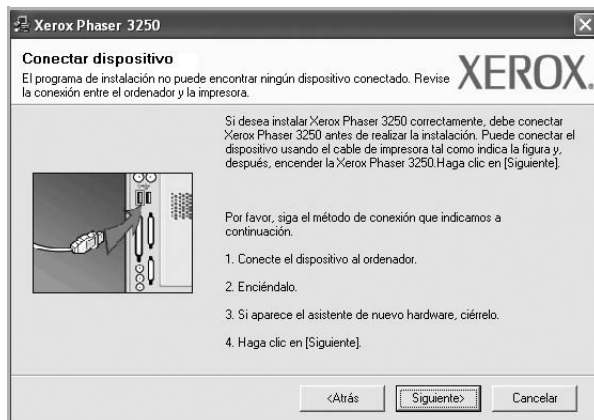 Xerox Phaser 3250
Conectar dispositivo
El programa de instalación no puede encontrar ningún dispositivo conectado. Revise
la conexión entre el ordenador y la impresora.
XEROX.
Si desea instalar Xerox Phaser 3250 correctamente, debe conectar
Xerox Phaser 3250 antes de realizar la instalación. Puede conectar el
dispositivo usando el cable de impresora tal como indica la figura y,
después, encender la Xerox Phaser 3250.Haga clic en [Siguiente].
Por favor, siga el método de conexión que indicamos a
continuación.
1. Conecte el dispositivo al ordenador.
2. Enciéndalo.
3. Si aparece el asistente de nuevo hardware, ciérrelo.
4. Haga clic en [Siguiente].
<Atrás
Siguiente>
Cancelar